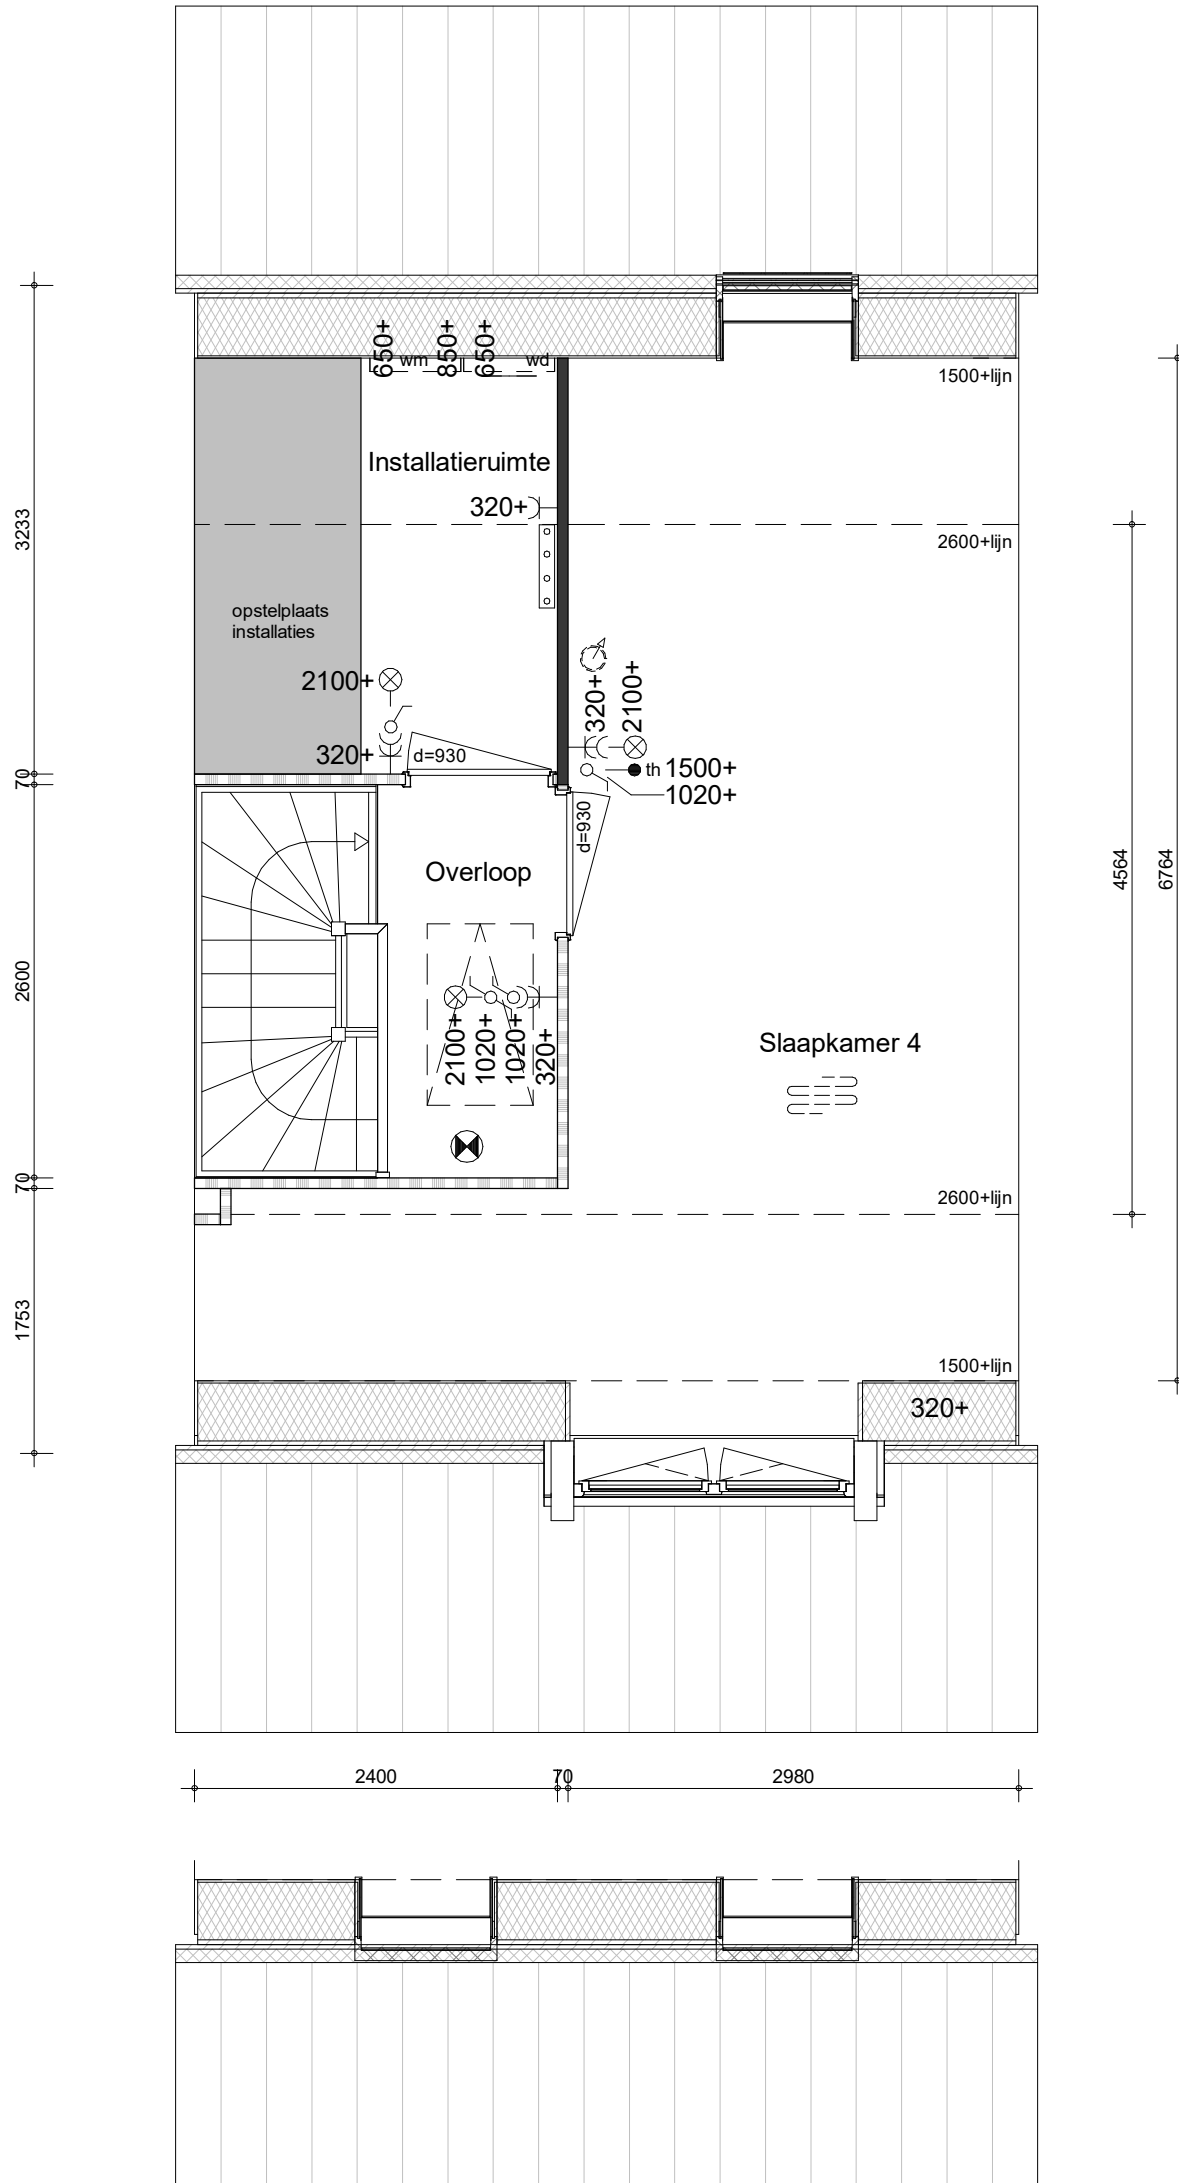 650+
wm
850+
650+
wd
1500+lijn
Installatieruimte
320+
2600+lijn
3233
opstelplaats
installaties
2100+
320+
d=930
320+
2100+
th 1500+
1020+
70
d=930
Overloop
4564
6764
2600
2100+
1020+
1020+
320+
Slaapkamer 4
70
2600+lijn
1753
1500+lijn
320+
2400
70
2980